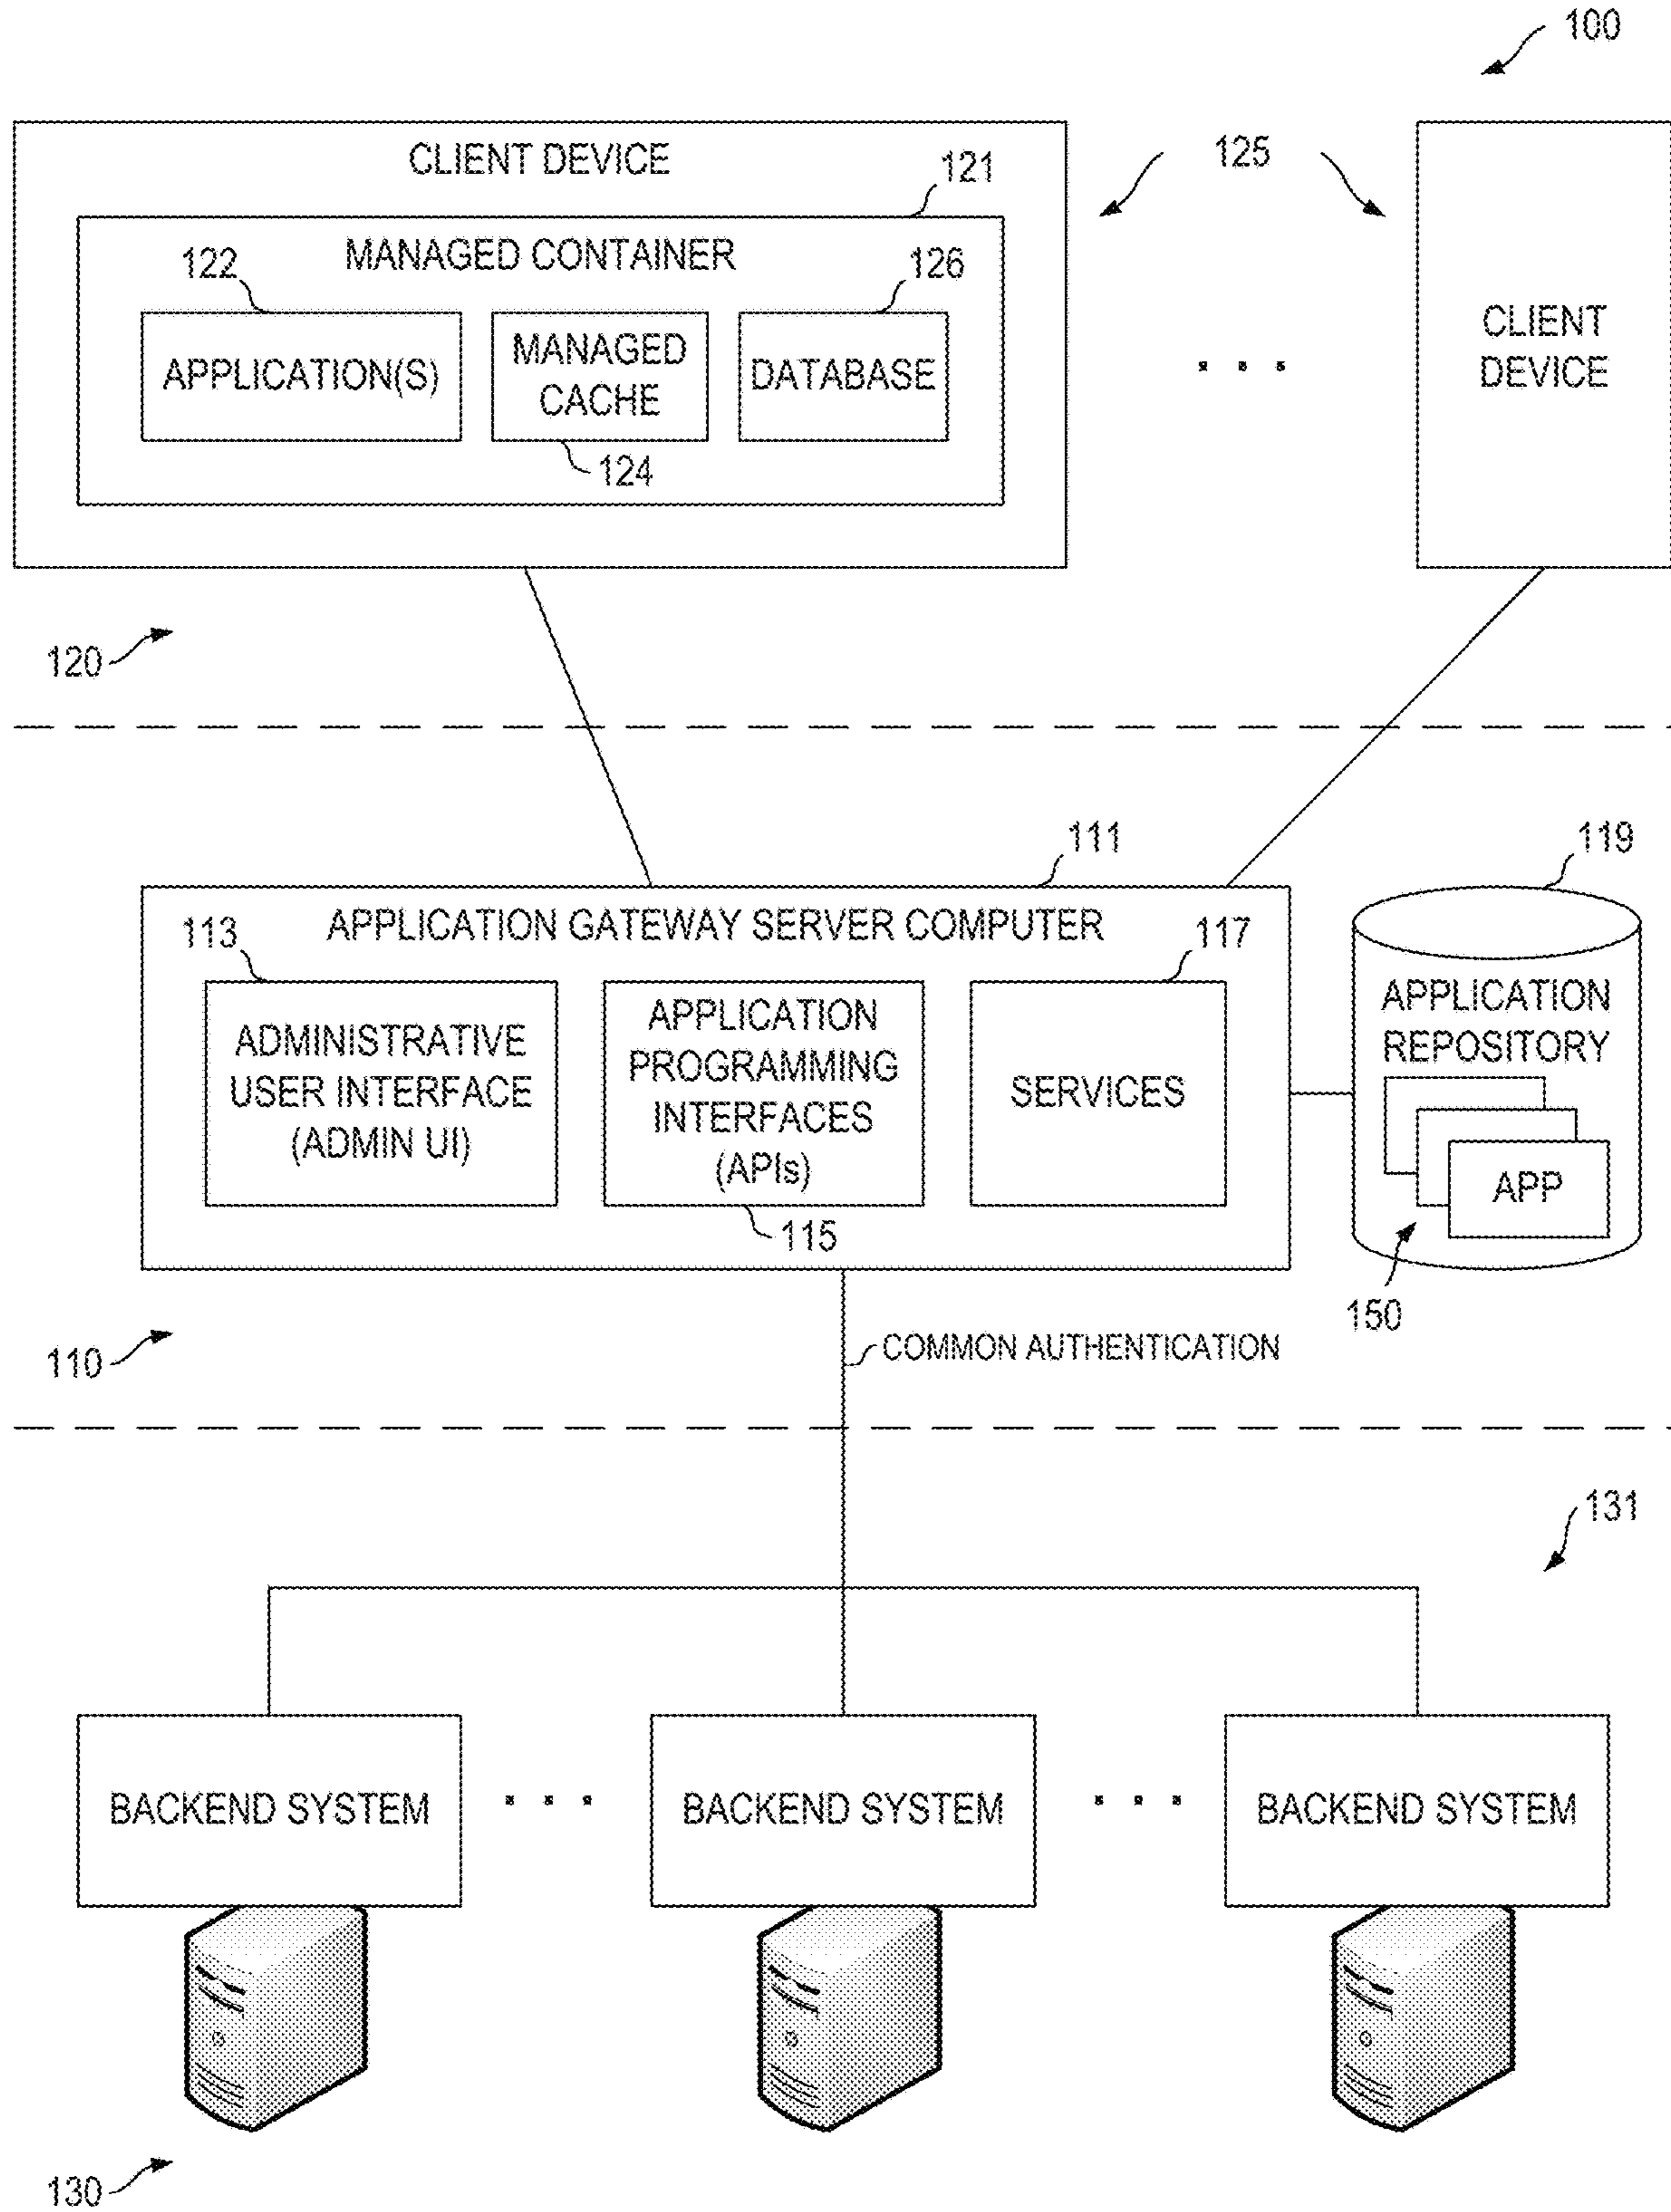 100
CLIENT DEVICE
125
121
MANAGED CONTAINER
122
126
APPLICATION(S)
MANAGED
CACHE
DATABASE
124
CLIENT
DEVICE
120
111
119
APPLICATION GATEWAY SERVER COMPUTER
113
117
ADMINISTRATIVE
USER INTERFACE
(ADMIN UI)
APPLICATION
PROGRAMMING
INTERFACES
(APIs)
115
SERVICES
APPLICATION
REPOSITORY
APP
150
110
COMMON AUTHENTICATION
131
BACKEND SYSTEM
BACKEND SYSTEM
BACKEND SYSTEM
130